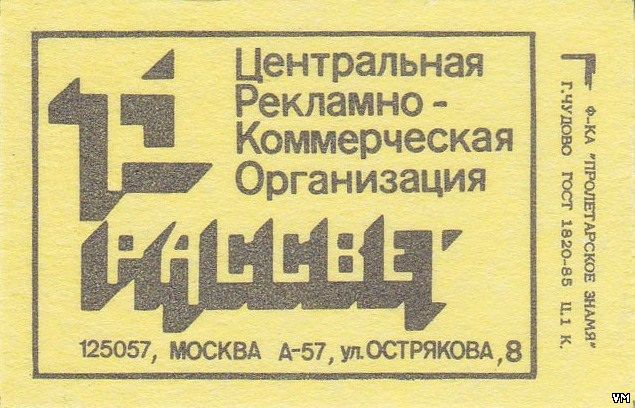 Центральная
Рекламно-
Коммерческая
Организация
РАССВЕТ
125057, МОСКВА А-57, ул. ОСТРЯКОВА, 8
Ф-КА "ПРОЛЕТАРСКОЕ ЗНАМЯ"
Г.ЧУДОВО ГОСТ 1820-85 Ц.1 К.
VM